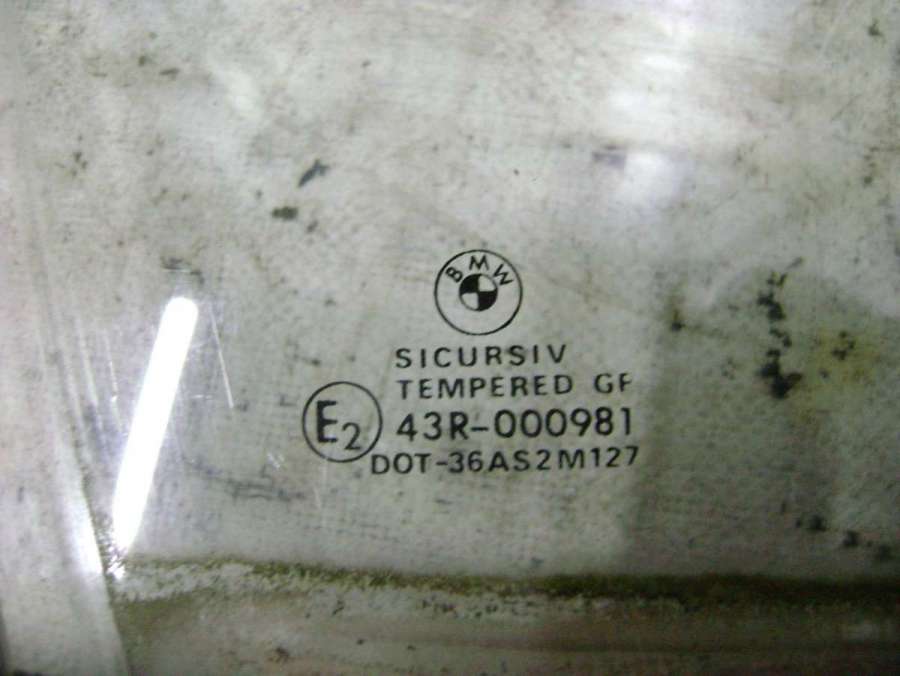 BMW
SICURSIV
TEMPERED GF
E2
43R-000981
DOT-36AS2M127